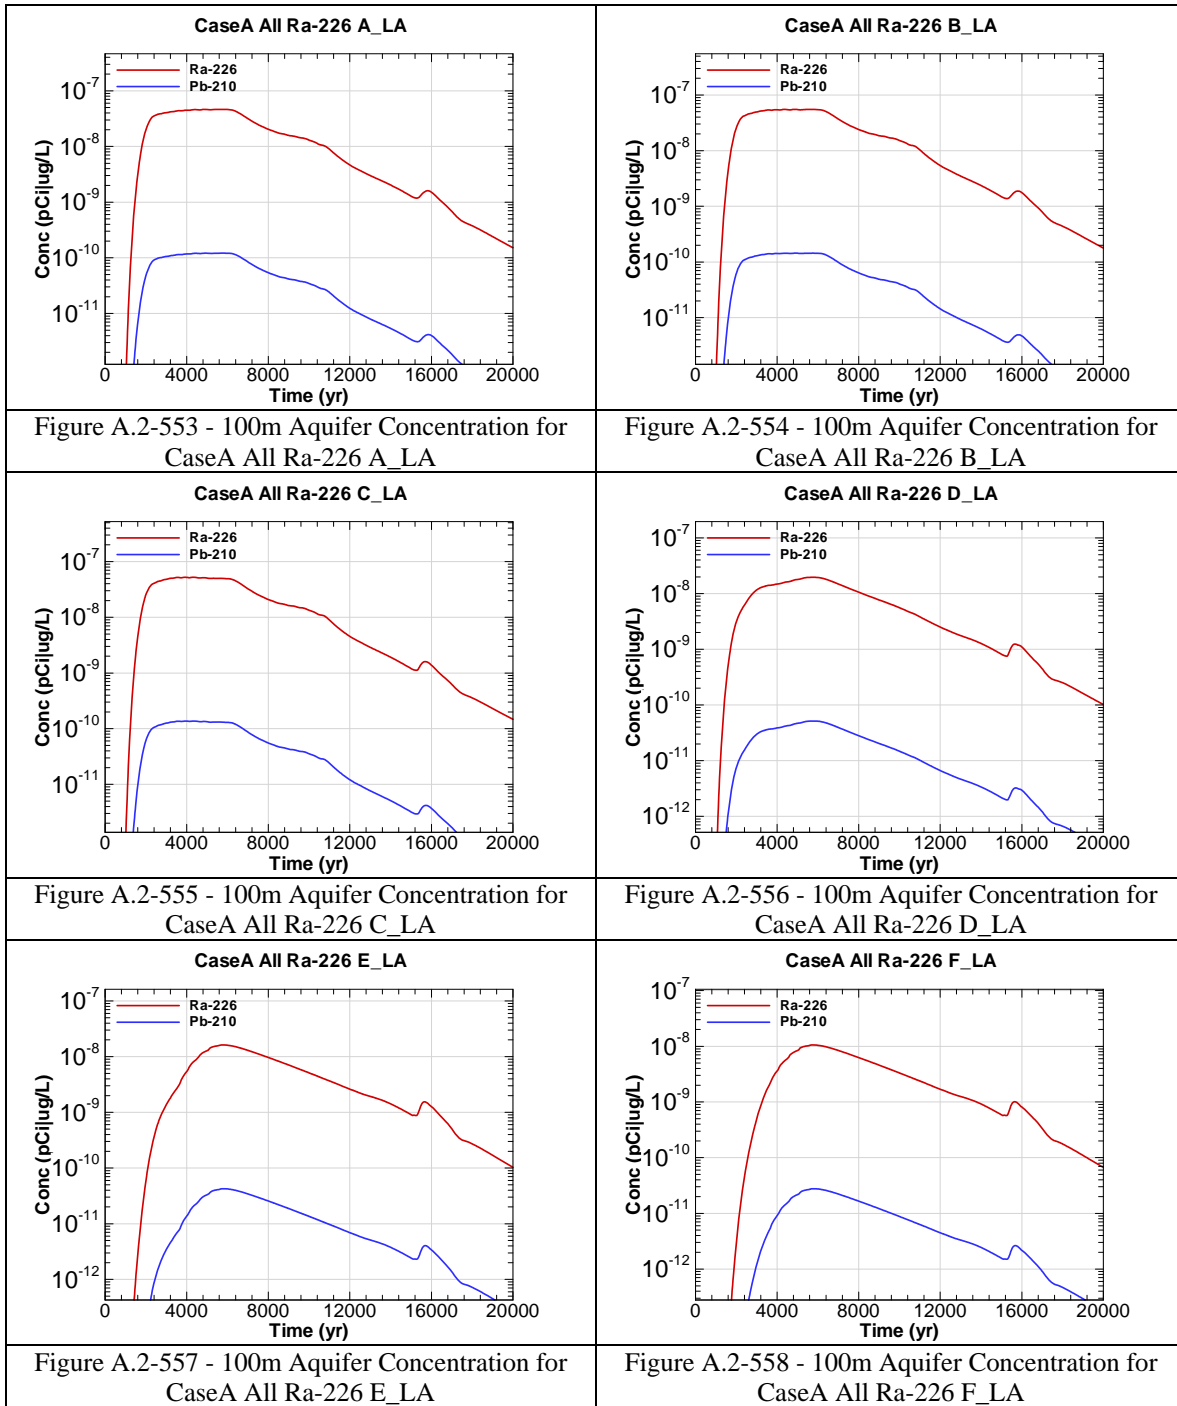 CaseA All Ra-226 A_LA
Ra-226
Pb-210
Conc (pCi|ug/L)
10-7
10-8
10-9
10-10
10-11
0 4000 8000 12000 16000 20000
Time (yr)
Figure A.2-553 - 100m Aquifer Concentration for
CaseA All Ra-226 A_LA
CaseA All Ra-226 B_LA
Ra-226
Pb-210
Conc (pCi|ug/L)
10-7
10-8
10-9
10-10
10-11
0 4000 8000 12000 16000 20000
Time (yr)
Figure A.2-554 - 100m Aquifer Concentration for
CaseA All Ra-226 B_LA
CaseA All Ra-226 C_LA
Ra-226
Pb-210
Conc (pCi|ug/L)
10-7
10-8
10-9
10-10
10-11
0 4000 8000 12000 16000 20000
Time (yr)
Figure A.2-555 - 100m Aquifer Concentration for
CaseA All Ra-226 C_LA
CaseA All Ra-226 D_LA
Ra-226
Pb-210
Conc (pCi|ug/L)
10-7
10-8
10-9
10-10
10-11
10-12
0 4000 8000 12000 16000 20000
Time (yr)
Figure A.2-556 - 100m Aquifer Concentration for
CaseA All Ra-226 D_LA
CaseA All Ra-226 E_LA
Ra-226
Pb-210
Conc (pCi|ug/L)
10-7
10-8
10-9
10-10
10-11
10-12
0 4000 8000 12000 16000 20000
Time (yr)
Figure A.2-557 - 100m Aquifer Concentration for
CaseA All Ra-226 E_LA
CaseA All Ra-226 F_LA
Ra-226
Pb-210
Conc (pCi|ug/L)
10-7
10-8
10-9
10-10
10-11
10-12
0 4000 8000 12000 16000 20000
Time (yr)
Figure A.2-558 - 100m Aquifer Concentration for
CaseA All Ra-226 F_LA